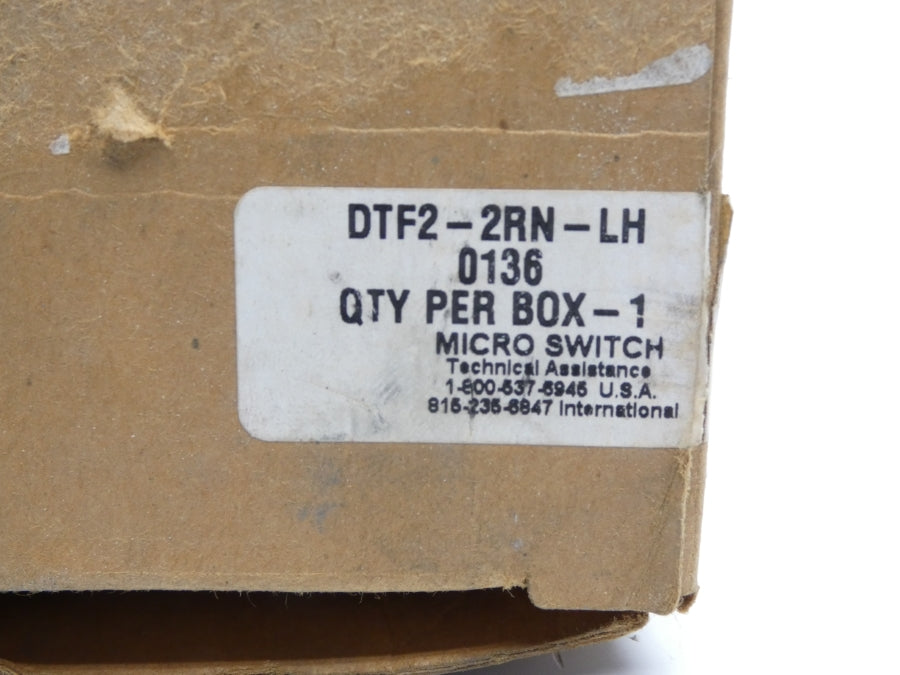 DTF2-2RN-LH
0136
QTY PER BOX-1
MICRO SWITCH
Technical Assistance
1-800-537-6945 U.S.A.
815-235-6847 International